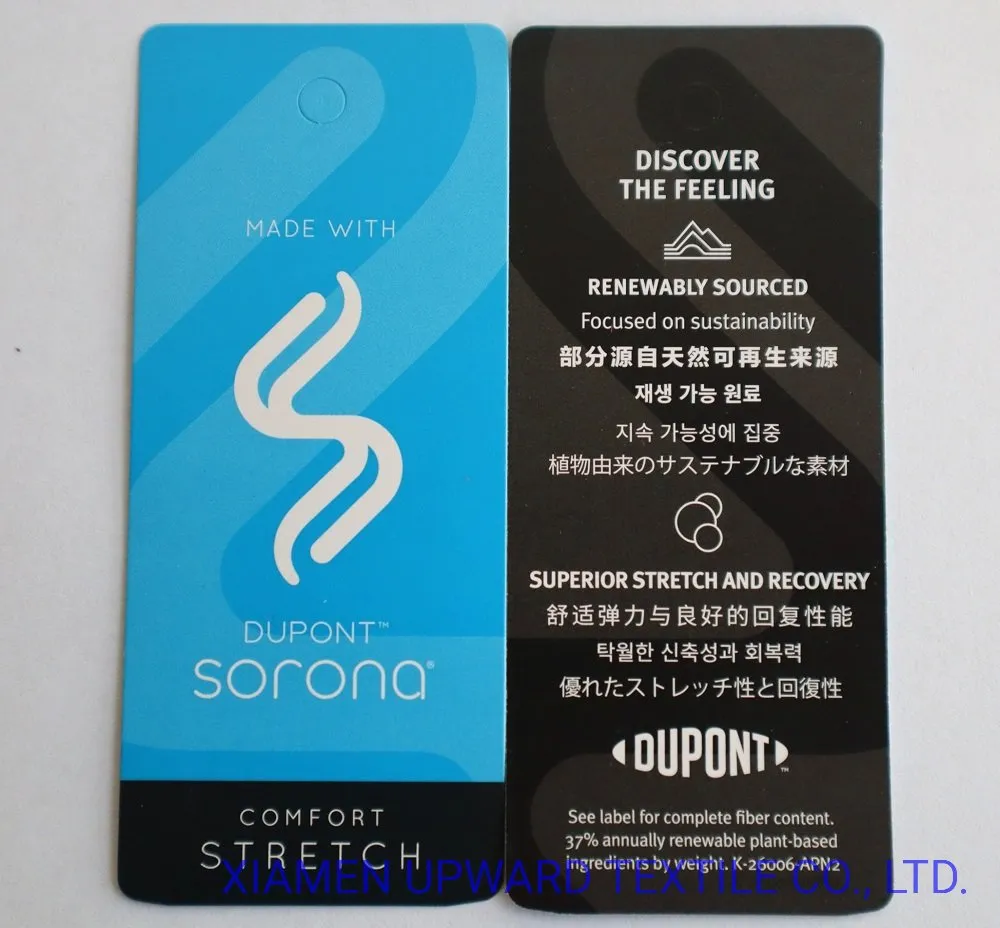 MADE WITH
DUPONT™
sorona®
COMFORT
STRETCH
DISCOVER
THE FEELING
RENEWABLY SOURCED
Focused on sustainability
部分源自天然可再生来源
재생 가능 원료
지속 가능성에 집중
植物由来のサステナブルな素材
SUPERIOR STRETCH AND RECOVERY
舒适弹力与良好的回复性能
탁월한 신축성과 회복력
優れたストレッチ性と回復性
DUPONT™
See label for complete fiber content.
37% annually renewable plant-based
ingredients by weight. K-26006-APN2
XIAMEN UPWARD TEXTILE CO., LTD.